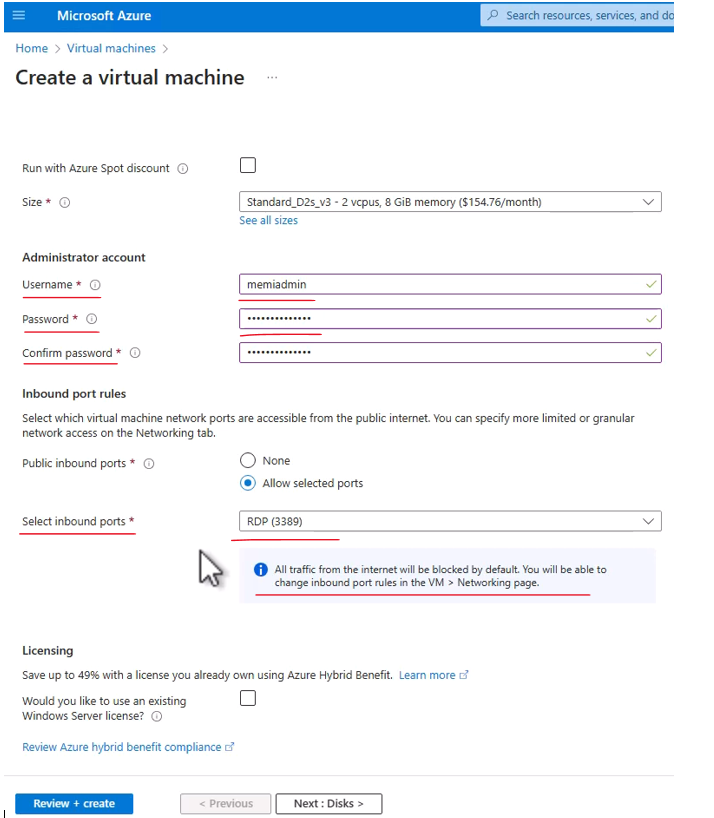 Microsoft Azure
Search resources, services, and do
Home > Virtual machines >
Create a virtual machine ...
Run with Azure Spot discount
Size *
Standard_D2s_v3 - 2 vcpus, 8 GiB memory ($154.76/month)
See all sizes
Administrator account
Username *
memiadmin
Password *
••••••••••••••
Confirm password *
••••••••••••••
Inbound port rules
Select which virtual machine network ports are accessible from the public internet. You can specify more limited or granular
network access on the Networking tab.
Public inbound ports *
None
Allow selected ports
Select inbound ports *
RDP (3389)
All traffic from the internet will be blocked by default. You will be able to
change inbound port rules in the VM > Networking page.
Licensing
Save up to 49% with a license you already own using Azure Hybrid Benefit. Learn more
Would you like to use an existing
Windows Server license?
Review Azure hybrid benefit compliance
Review + create
< Previous
Next : Disks >